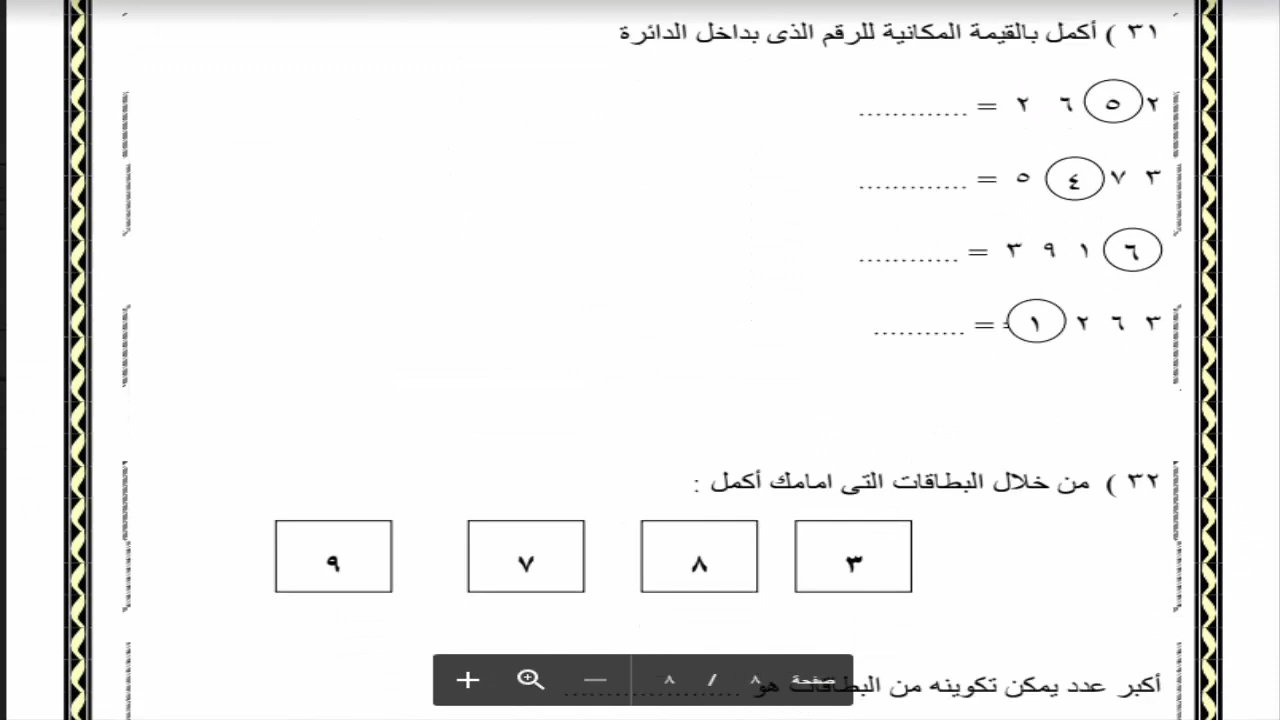 ٣١ ) أكمل بالقيمة المكانية للرقم الذى بداخل الدائرة
٢ ٥ ٦ ٢ = .............
٣ ٧ ٤ ٥ = .............
٦ ١ ٩ ٣ = ............
٣ ٦ ٢ ١ = ...........
٣٢ ) من خلال البطاقات التى امامك أكمل :
٣ ٨ ٧ ٩
أكبر عدد يمكن تكوينه من البطاقات هو ....................
صفحة ٨ / ٨